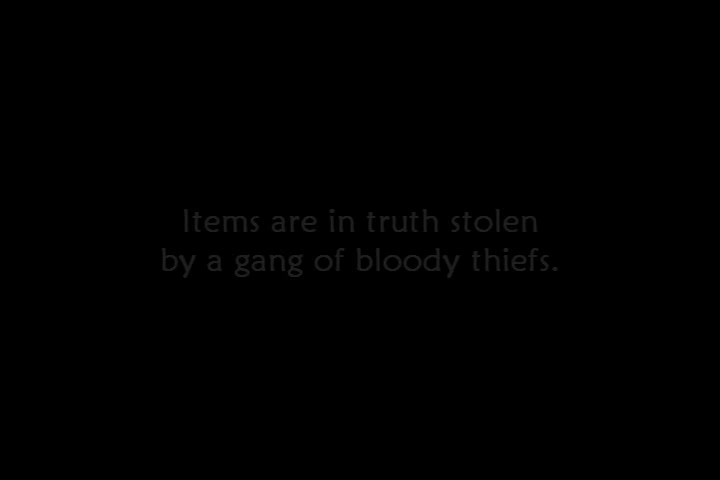 Items are in truth stolen
by a gang of bloody thiefs.